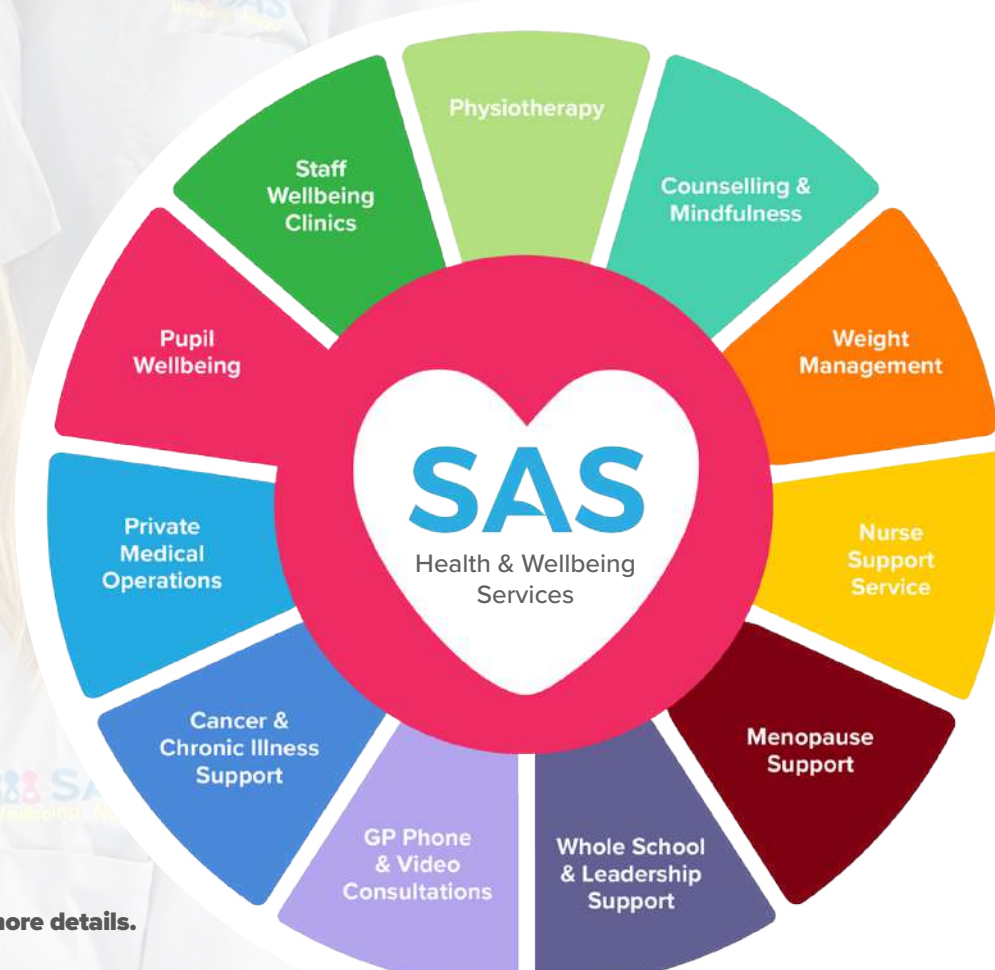 Physiotherapy
Counselling &
Mindfulness
Weight
Management
Nurse
Support
Service
Menopause
Support
Whole School
& Leadership
Support
GP Phone
& Video
Consultations
Cancer &
Chronic Illness
Support
Private
Medical
Operations
Pupil
Wellbeing
Staff
Wellbeing
Clinics
SAS
Health & Wellbeing
Services
more details.